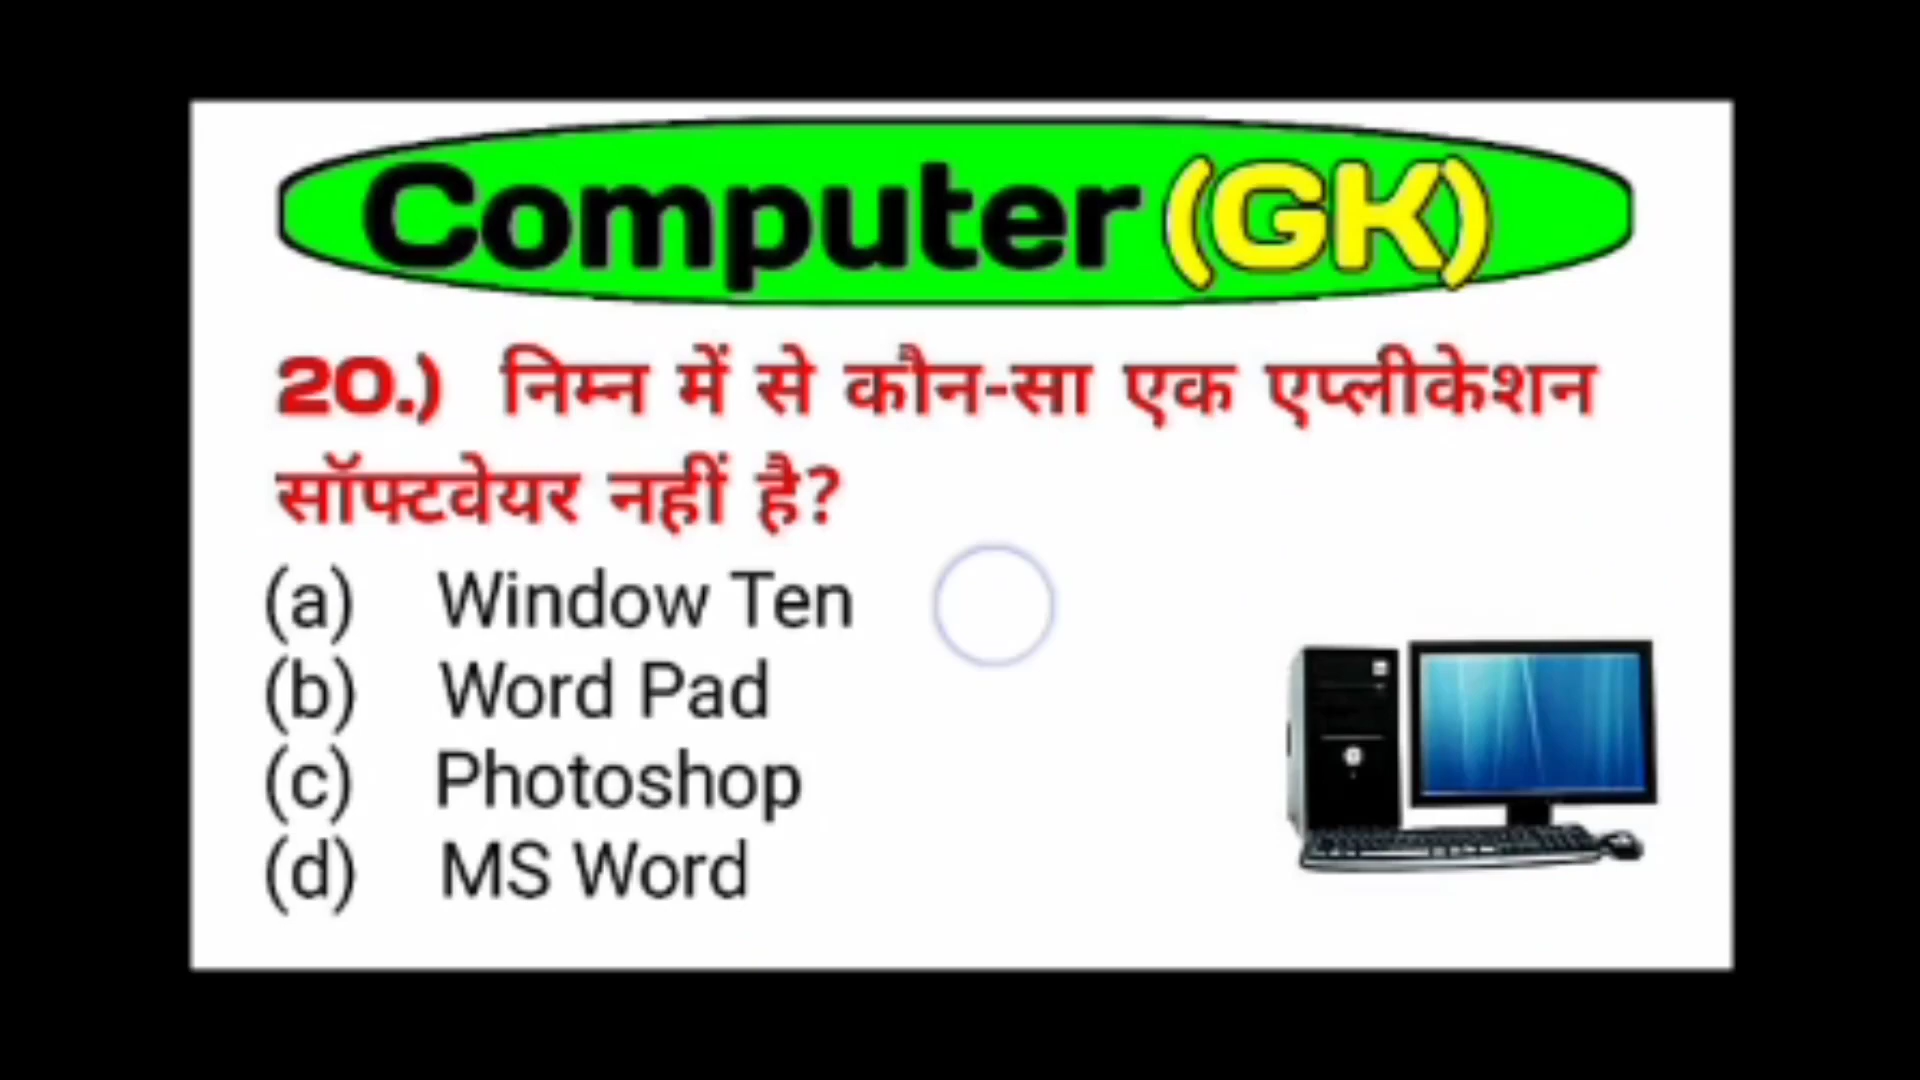 Computer (GK)
20.) निम्न में से कौन-सा एक एप्लीकेशन
सॉफ्टवेयर नहीं है?
(a) Window Ten
(b) Word Pad
(c) Photoshop
(d) MS Word